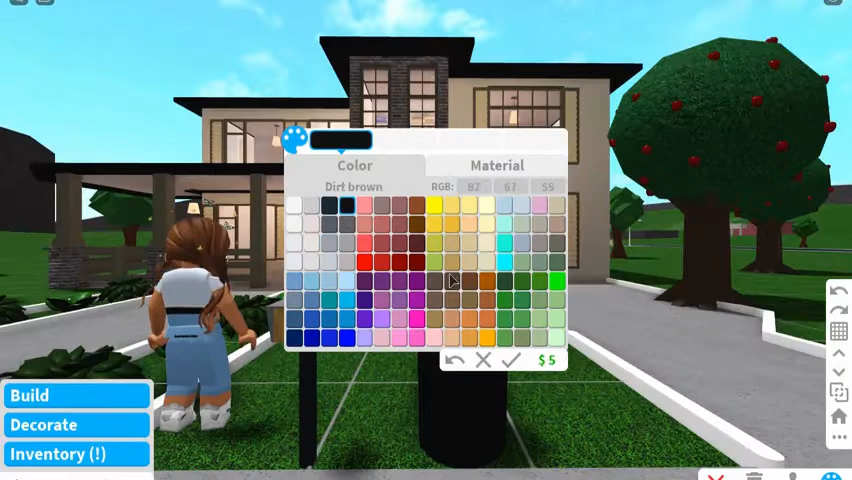 Color
Material
Dirt brown
RGB: 87 67 55
$ 5
Build
Decorate
Inventory (!)